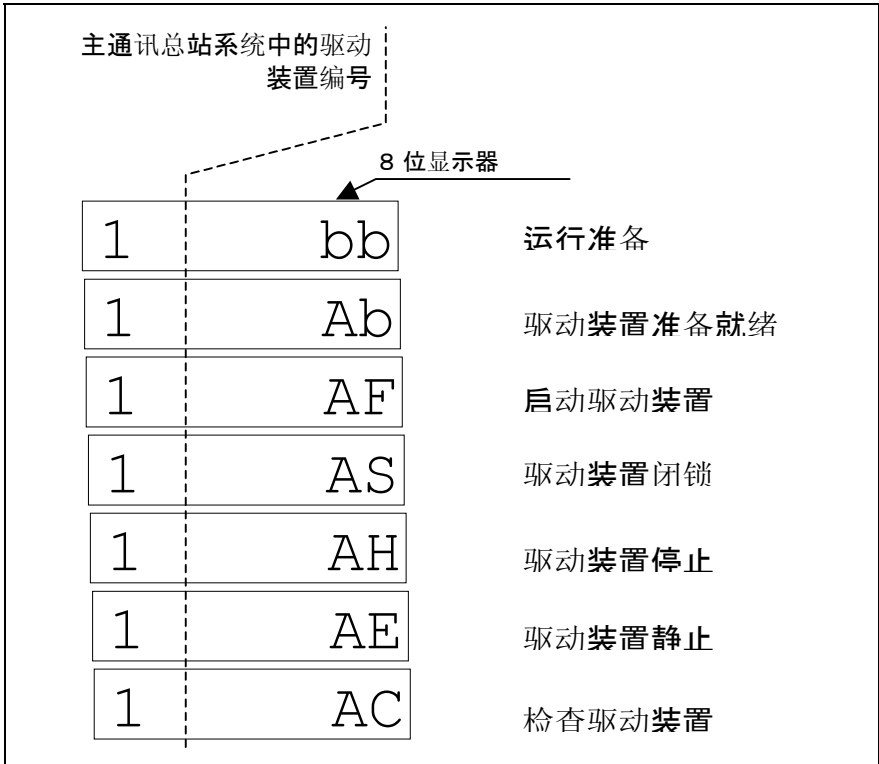 主通讯总站系统中的驱动
装置编号
8 位显示器
1 bb 运行准备
1 Ab 驱动装置准备就绪
1 AF 启动驱动装置
1 AS 驱动装置闭锁
1 AH 驱动装置停止
1 AE 驱动装置静止
1 AC 检查驱动装置